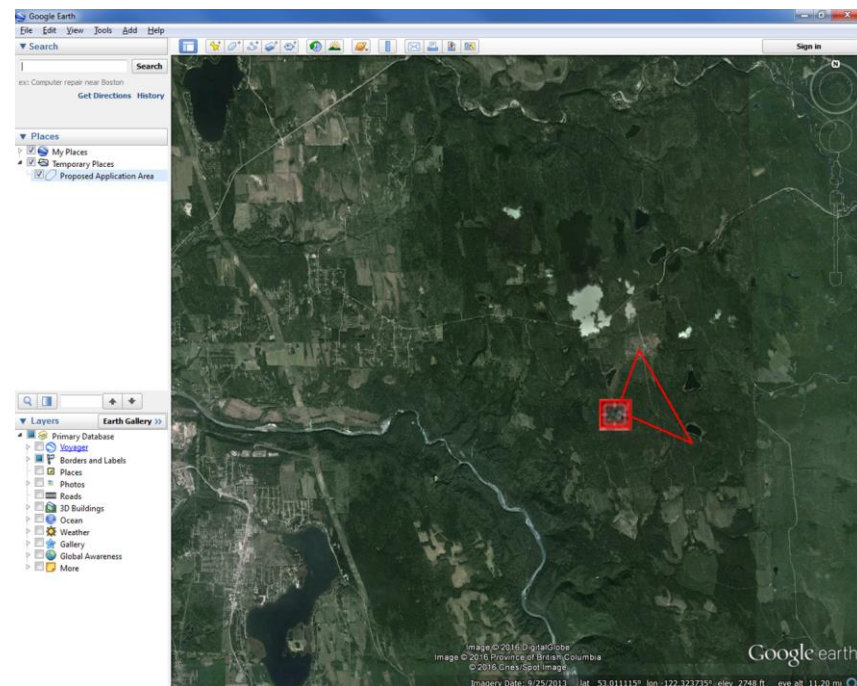 Google Earth
File Edit View Tools Add Help
Search
Sign in
Search
ex: Computer repair near Boston
Get Directions History
Places
My Places
Temporary Places
Proposed Application Area
Layers
Earth Gallery >>
Primary Database
Voyager
Borders and Labels
Places
Photos
Roads
3D Buildings
Ocean
Weather
Gallery
Global Awareness
More
N
Image © 2016 DigitalGlobe
Image © 2016 Province of British Columbia
© 2016 Cnes/Spot Image
Google earth
Imagery Date: 9/25/2013 lat 53.011115° lon -122.323735° elev 2748 ft eye alt 11.20 mi